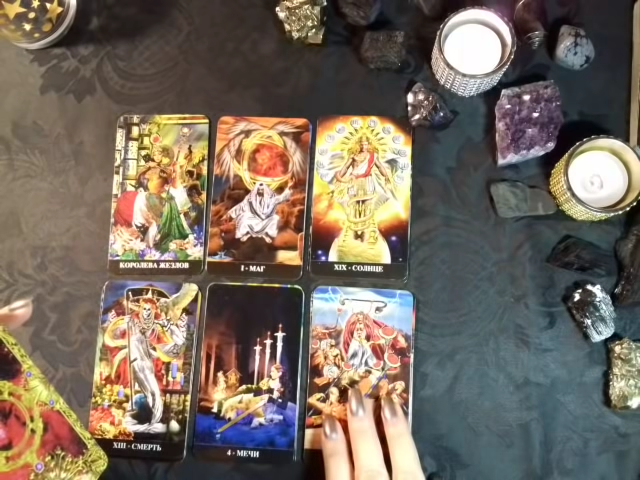 КОРОЛЕВА ЖЕЗЛОВ
I - МАГ
XIX - СОЛНЦЕ
XIII - СМЕРТЬ
4 - МЕЧИ